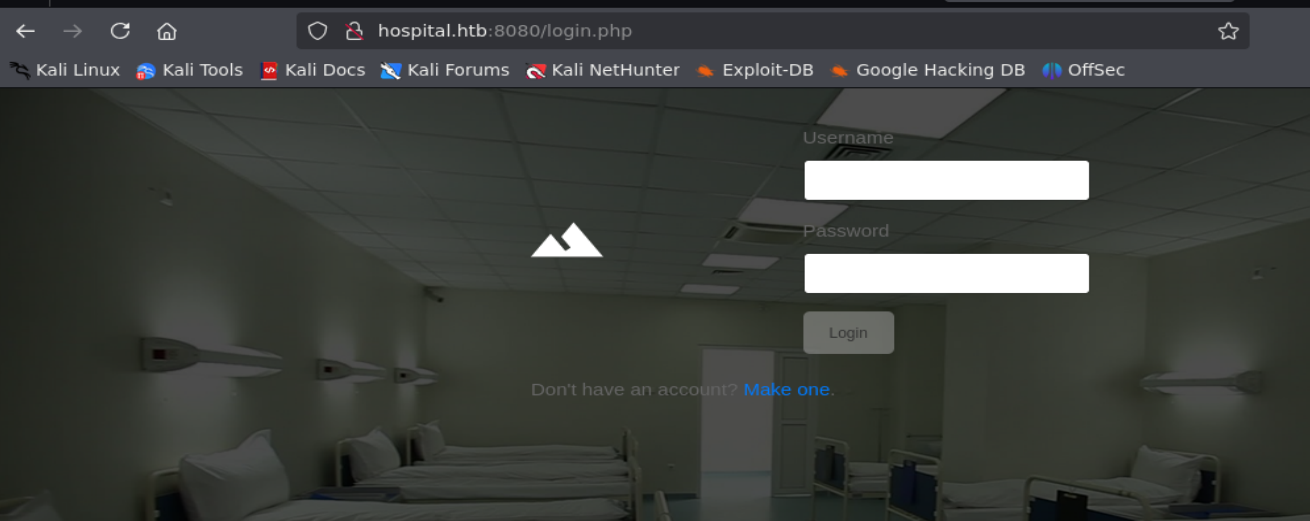 hospital.htb:8080/login.php
Kali Linux Kali Tools Kali Docs Kali Forums Kali NetHunter Exploit-DB Google Hacking DB OffSec
Username
Password
Login
Don't have an account? Make one.